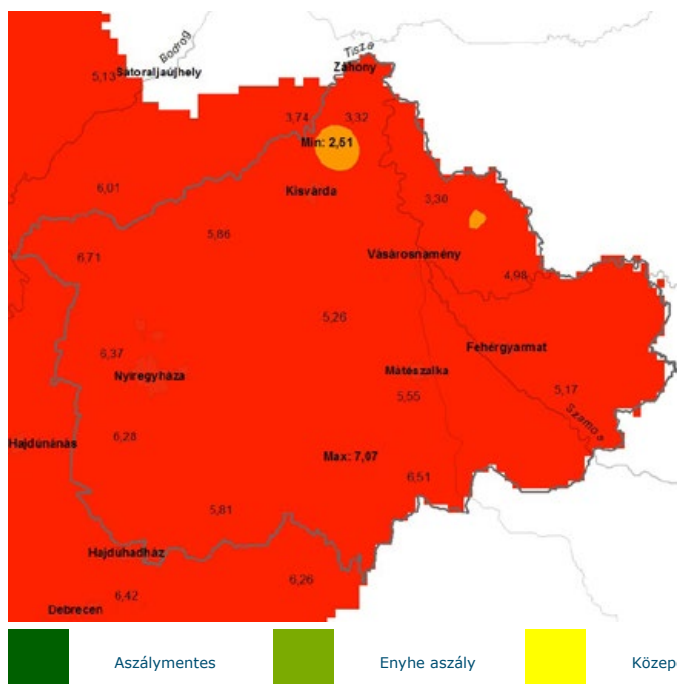 Bodrog
Tisza
Sátoraljaújhely
Záhony
5,13
3,74
3,32
Min: 2,51
Kisvárda
6,01
3,30
5,86
Vásárosnamény
6,71
4,98
5,26
Fehérgyarmat
6,37
Nyíregyháza
Mátészalka
5,55
5,17
Szamos
Hajdúnánás
6,28
Max: 7,07
6,51
5,81
Hajdúhadház
6,26
6,42
Debrecen
Aszálymentes
Enyhe aszály
Közep